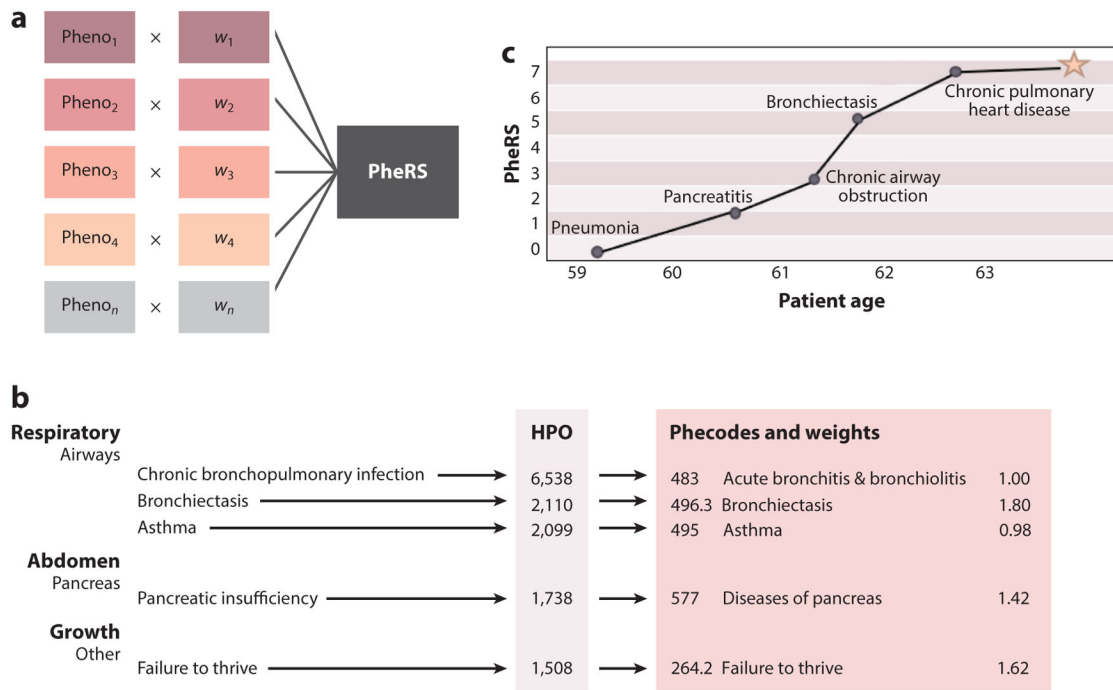 a
Pheno1 × w1
Pheno2 × w2
Pheno3 × w3
Pheno4 × w4
Phenon × wn
PheRS
c
PheRS
7
6
5
4
3
2
1
0
Pneumonia
Pancreatitis
Chronic airway
obstruction
Bronchiectasis
Chronic pulmonary
heart disease
59 60 61 62 63
Patient age
b
HPO Phecodes and weights
Respiratory
Airways
Chronic bronchopulmonary infection 6,538 483 Acute bronchitis & bronchiolitis 1.00
Bronchiectasis 2,110 496.3 Bronchiectasis 1.80
Asthma 2,099 495 Asthma 0.98
Abdomen
Pancreas
Pancreatic insufficiency 1,738 577 Diseases of pancreas 1.42
Growth
Other
Failure to thrive 1,508 264.2 Failure to thrive 1.62